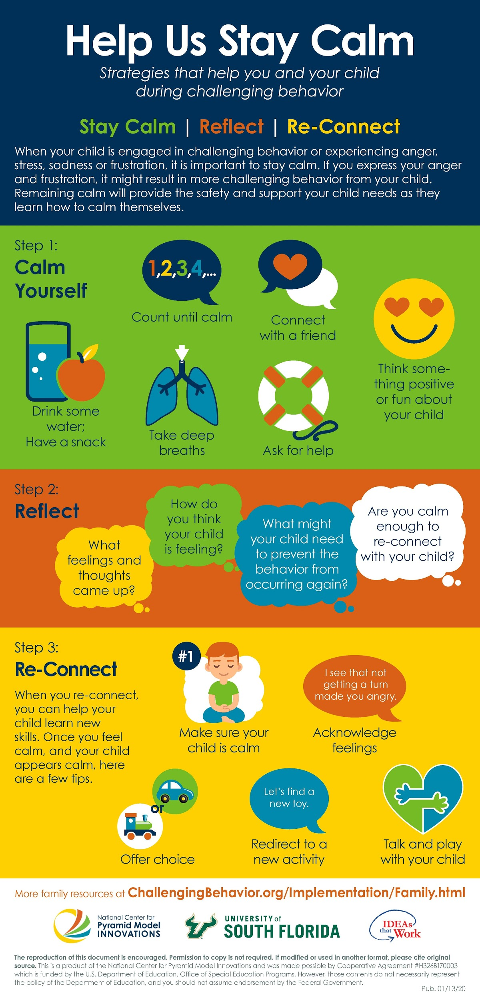 Help Us Stay Calm
Strategies that help you and your child
during challenging behavior
Stay Calm | Reflect | Re-Connect
When your child is engaged in challenging behavior or experiencing anger,
stress, sadness or frustration, it is important to stay calm. If you express your anger
and frustration, it might result in more challenging behavior from your child.
Remaining calm will provide the safety and support your child needs as they
learn how to calm themselves.
Step 1:
Calm
Yourself
1,2,3,4,...
Count until calm
Connect
with a friend
Think some-
thing positive
or fun about
your child
Drink some
water;
Have a snack
Take deep
breaths
Ask for help
Step 2:
Reflect
What
feelings and
thoughts
came up?
How do
you think
your child
is feeling?
What might
your child need
to prevent the
behavior from
occurring again?
Are you calm
enough to
re-connect
with your child?
Step 3:
Re-Connect
When you re-connect,
you can help your
child learn new
skills. Once you feel
calm, and your child
appears calm, here
are a few tips.
#1
Make sure your
child is calm
I see that not
getting a turn
made you angry.
Acknowledge
feelings
or
Offer choice
Let's find a
new toy.
Redirect to a
new activity
Talk and play
with your child
More family resources at ChallengingBehavior.org/Implementation/Family.html
National Center for
Pyramid Model
INNOVATIONS
UNIVERSITY of
SOUTH FLORIDA
IDEAs
that Work
The reproduction of this document is encouraged. Permission to copy is not required. If modified or used in another format, please cite original
source. This is a product of the National Center for Pyramid Model Innovations and was made possible by Cooperative Agreement #H326B170003
which is funded by the U.S. Department of Education, Office of Special Education Programs. However, those contents do not necessarily represent
the policy of the Department of Education, and you should not assume endorsement by the Federal Government.
Pub. 01/13/20